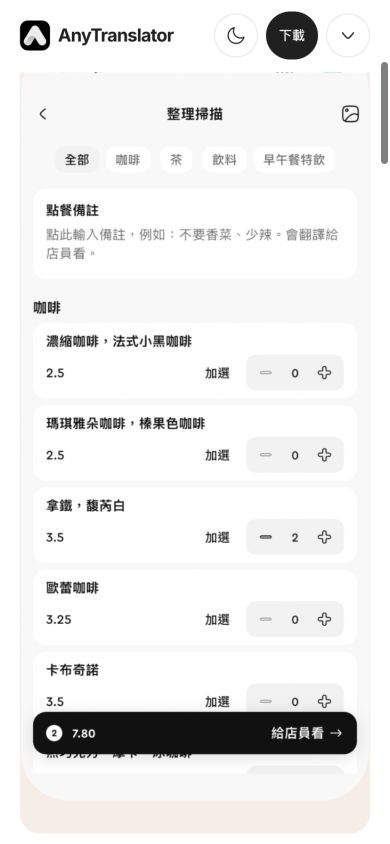 AnyTranslator
下載
整理掃描
全部 咖啡 茶 飲料 早午餐特飲
點餐備註
點此輸入備註，例如：不要香菜、少辣。會翻譯給
店員看。
咖啡
濃縮咖啡，法式小黑咖啡
2.5 加選 0
瑪琪雅朵咖啡，榛果色咖啡
2.5 加選 0
拿鐵，馥芮白
3.5 加選 2
歐蕾咖啡
3.25 加選 0
卡布奇諾
3.5 加選 0
2 7.80 給店員看 →